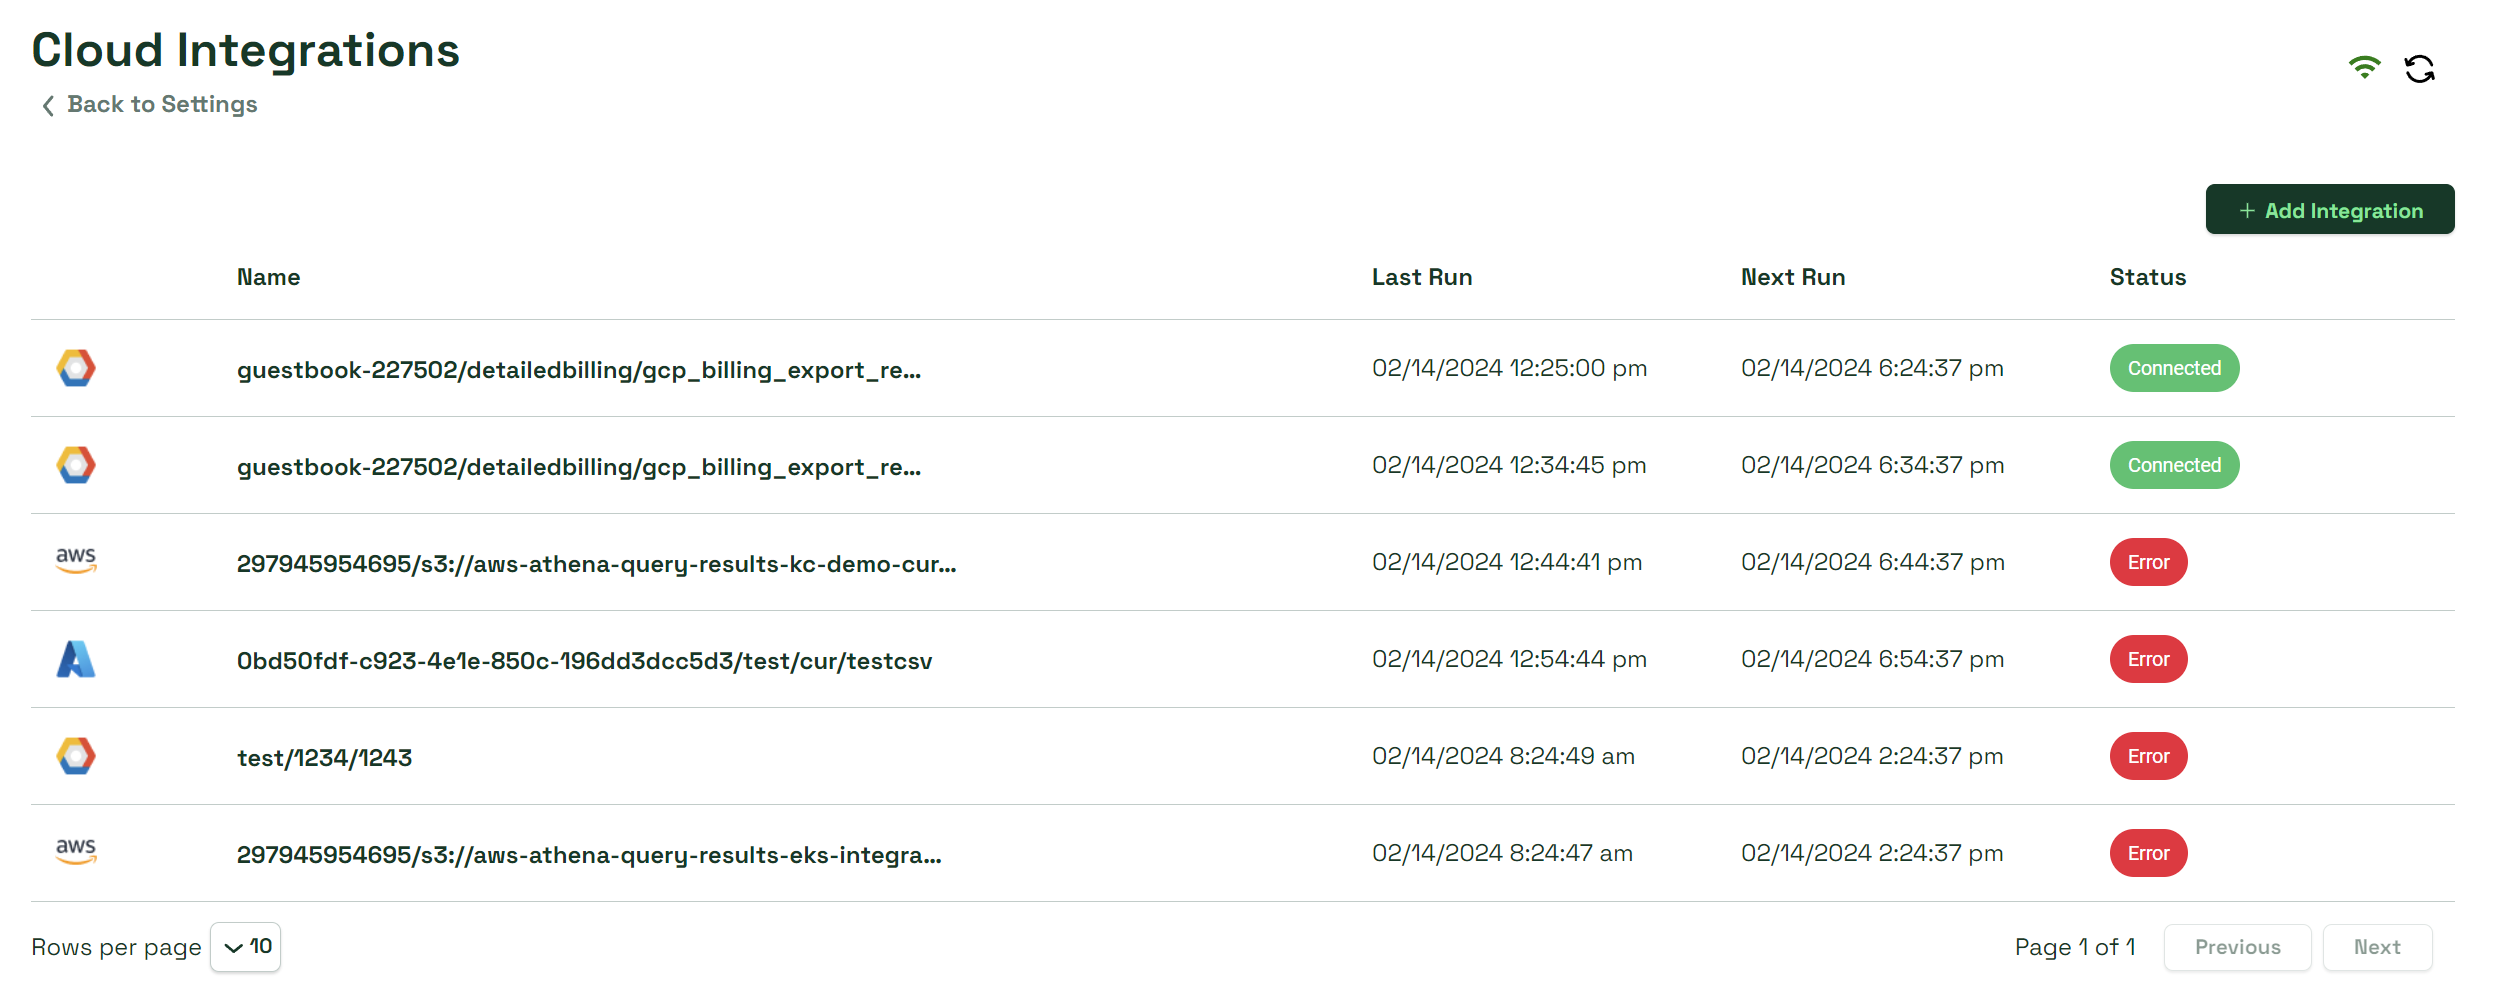 Cloud Integrations
Back to Settings
+ Add Integration
Name Last Run Next Run Status
guestbook-227502/detailedbilling/gcp_billing_export_re... 02/14/2024 12:25:00 pm 02/14/2024 6:24:37 pm Connected
guestbook-227502/detailedbilling/gcp_billing_export_re... 02/14/2024 12:34:45 pm 02/14/2024 6:34:37 pm Connected
aws 297945954695/s3://aws-athena-query-results-kc-demo-cur... 02/14/2024 12:44:41 pm 02/14/2024 6:44:37 pm Error
0bd50fdf-c923-4e1e-850c-196dd3dcc5d3/test/cur/testcsv 02/14/2024 12:54:44 pm 02/14/2024 6:54:37 pm Error
test/1234/1243 02/14/2024 8:24:49 am 02/14/2024 2:24:37 pm Error
aws 297945954695/s3://aws-athena-query-results-eks-integra... 02/14/2024 8:24:47 am 02/14/2024 2:24:37 pm Error
Rows per page 10 Page 1 of 1 Previous Next